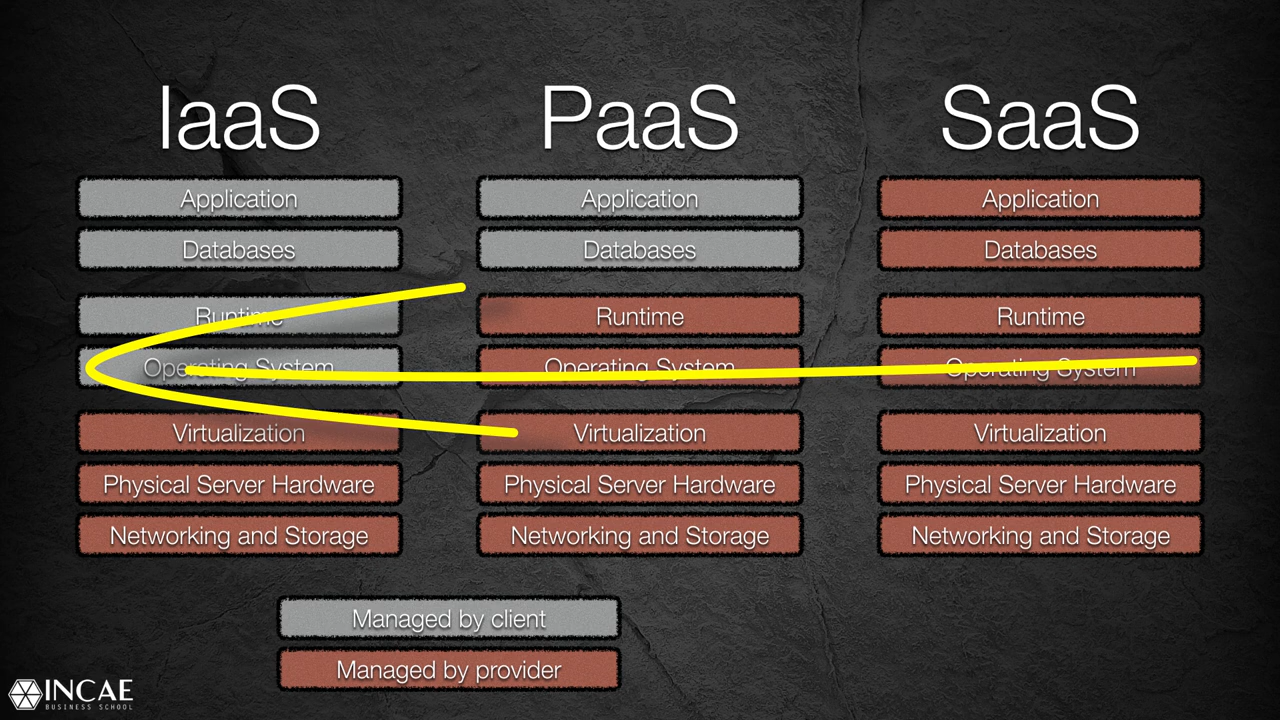 IaaS
PaaS
SaaS
Application
Application
Application
Databases
Databases
Databases
Runtime
Runtime
Runtime
Operating System
Operating System
Operating System
Virtualization
Virtualization
Virtualization
Physical Server Hardware
Physical Server Hardware
Physical Server Hardware
Networking and Storage
Networking and Storage
Networking and Storage
Managed by client
Managed by provider
INCAE
BUSINESS SCHOOL